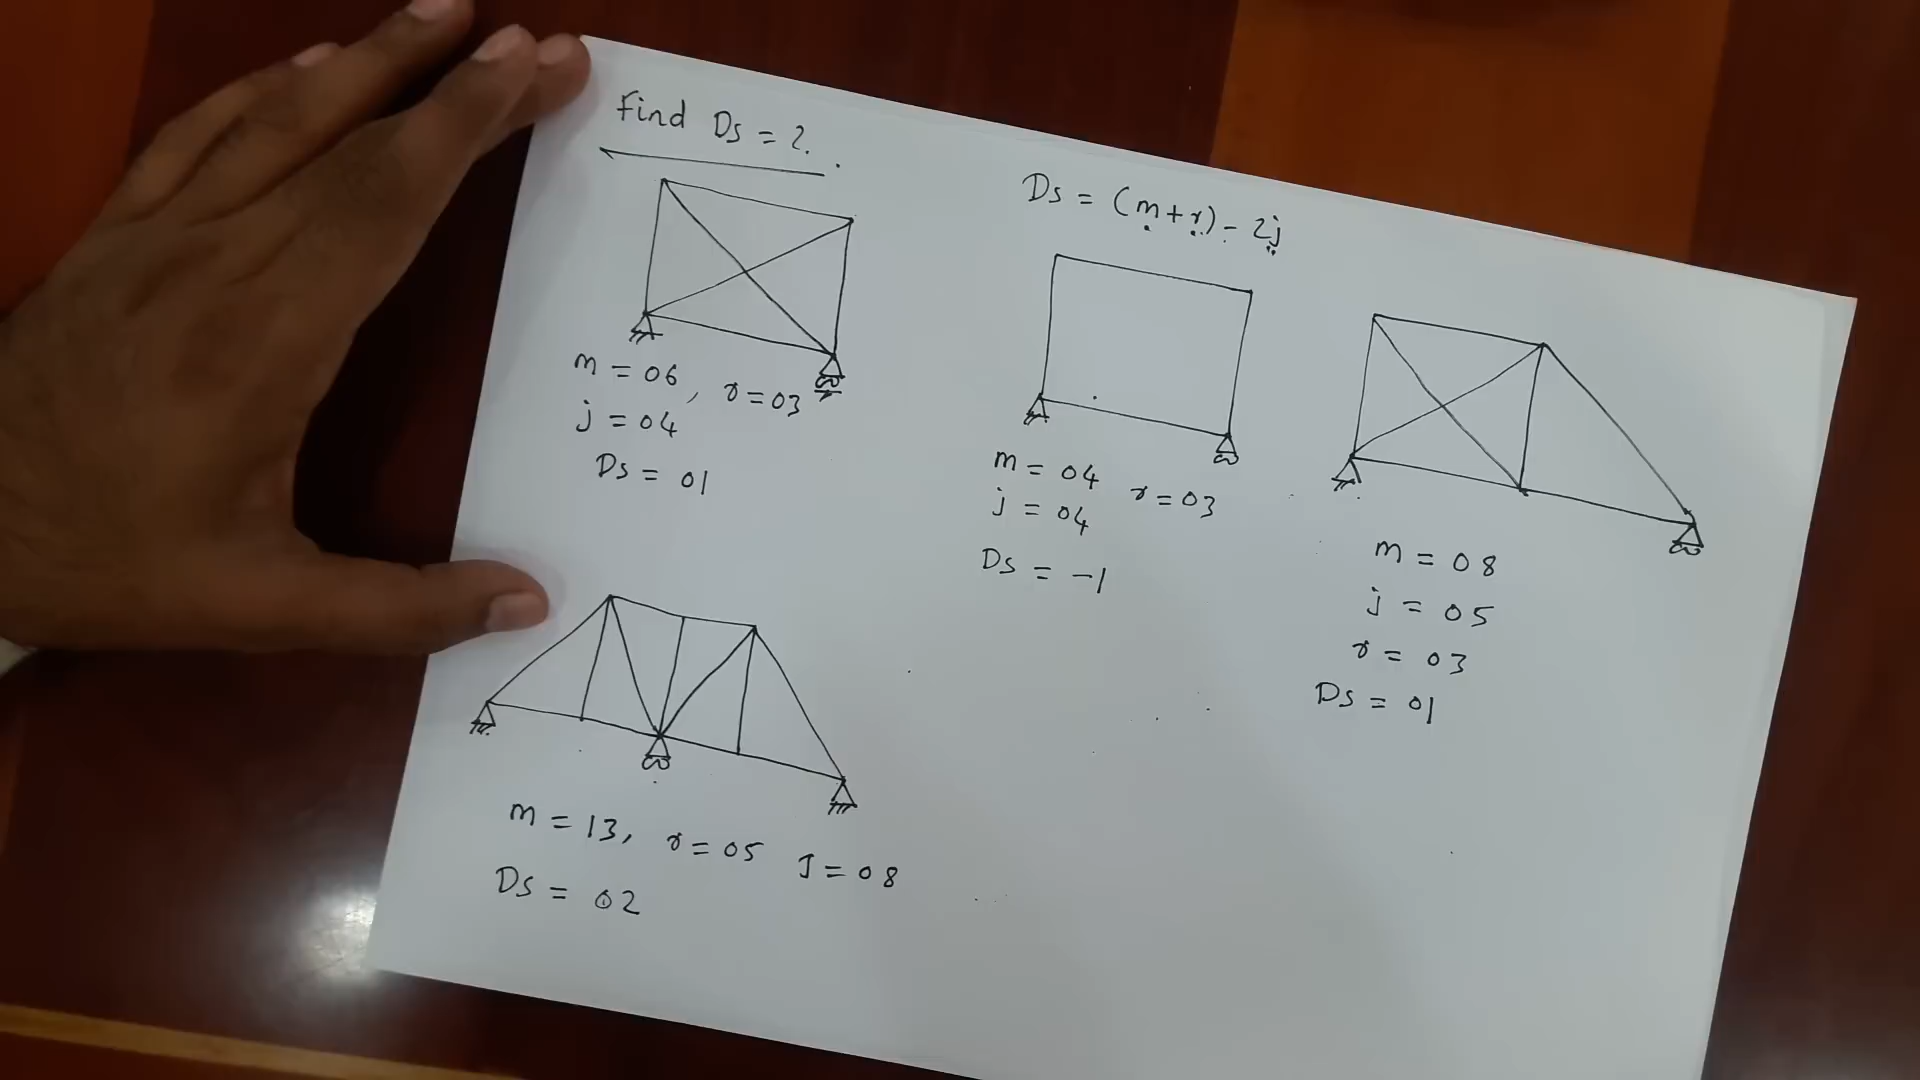 Find Ds = ?.
Ds = (m+r) - 2j
m = 06, r = 03
j = 04
Ds = 01
m = 04 r = 03
j = 04
Ds = -1
m = 08
j = 05
r = 03
Ds = 01
m = 13, r = 05 J = 08
Ds = 02